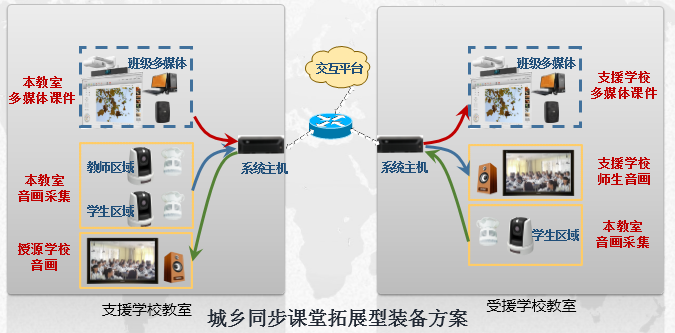 班级多媒体
本教室
多媒体课件
系统主机
教师区域
学生区域
本教室
音画采集
授源学校
音画
支援学校教室
交互平台
班级多媒体
支援学校
多媒体课件
系统主机
支援学校
师生音画
学生区域
本教室
音画采集
受援学校教室
城乡同步课堂拓展型装备方案